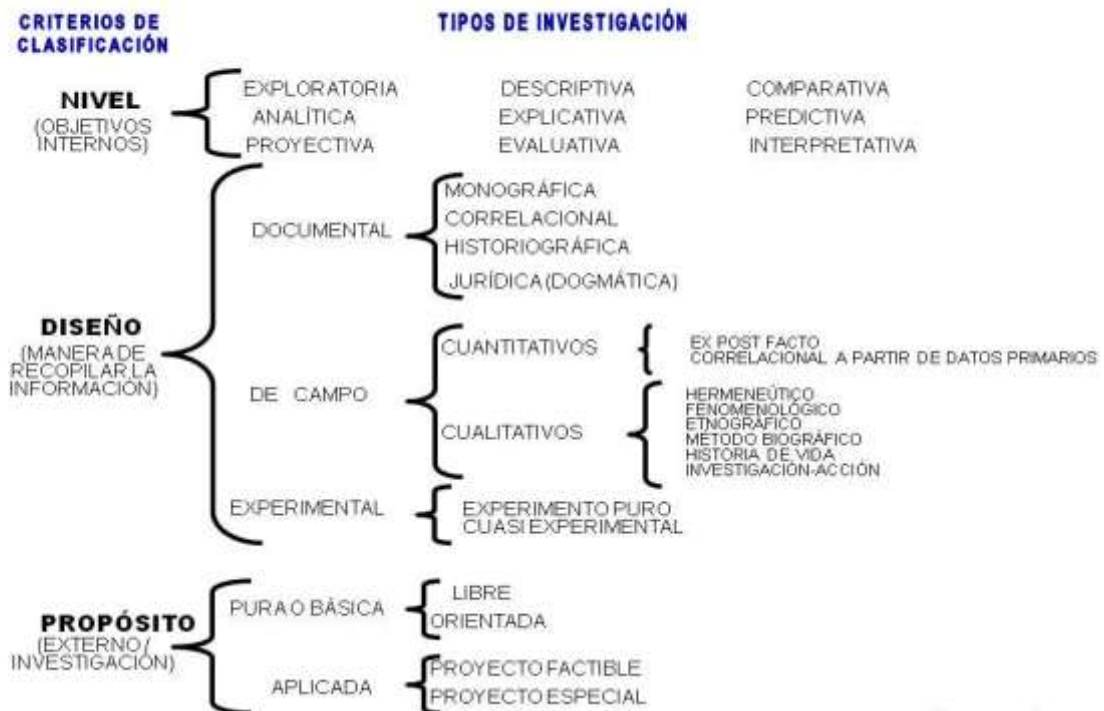 CRITERIOS DE
CLASIFICACIÓN
TIPOS DE INVESTIGACIÓN
NIVEL
(OBJETIVOS
INTERNOS)
EXPLORATORIA DESCRIPTIVA COMPARATIVA
ANALÍTICA EXPLICATIVA PREDICTIVA
PROYECTIVA EVALUATIVA INTERPRETATIVA
DISEÑO
(MANERA DE
RECOPILAR LA
INFORMACIÓN)
DOCUMENTAL
MONOGRÁFICA
CORRELACIONAL
HISTORIOGRÁFICA
JURÍDICA (DOGMÁTICA)
DE CAMPO
CUANTITATIVOS
EX POST FACTO
CORRELACIONAL A PARTIR DE DATOS PRIMARIOS
CUALITATIVOS
HERMENEÚTICO
FENOMENOLÓGICO
ETNOGRÁFICO
METODO BIOGRÁFICO
HISTORIA DE VIDA
INVESTIGACIÓN-ACCIÓN
EXPERIMENTAL
EXPERIMENTO PURO
CUASI EXPERIMENTAL
PROPÓSITO
(EXTERNO /
INVESTIGACIÓN)
PURA O BÁSICA
LIBRE
ORIENTADA
APLICADA
PROYECTO FACTIBLE
PROYECTO ESPECIAL